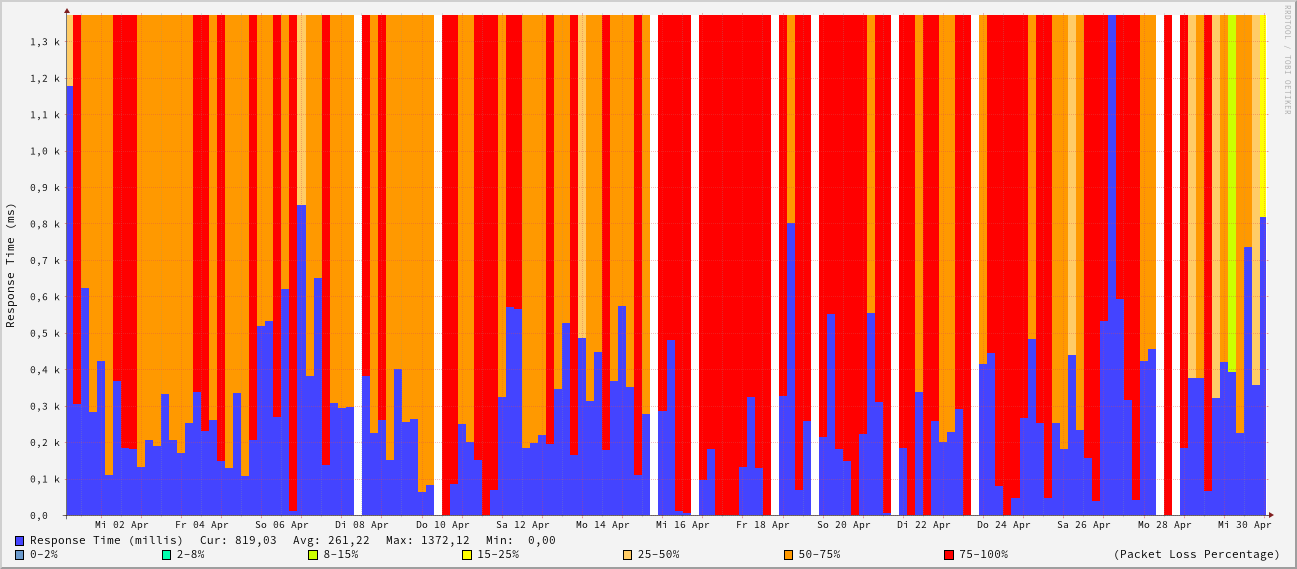 RRDTOOL / TOBI OETIKER
Response Time (ms)
1,3 k
1,2 k
1,1 k
1,0 k
0,9 k
0,8 k
0,7 k
0,6 k
0,5 k
0,4 k
0,3 k
0,2 k
0,1 k
0,0
Mi 02 Apr Fr 04 Apr So 06 Apr Di 08 Apr Do 10 Apr Sa 12 Apr Mo 14 Apr Mi 16 Apr Fr 18 Apr So 20 Apr Di 22 Apr Do 24 Apr Sa 26 Apr Mo 28 Apr Mi 30 Apr
Response Time (millis) Cur: 819,03 Avg: 261,22 Max: 1372,12 Min: 0,00
0-2% 2-8% 8-15% 15-25% 25-50% 50-75% 75-100% (Packet Loss Percentage)